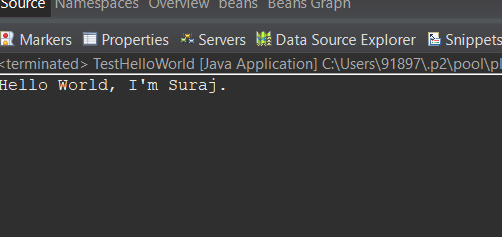 Source Namespaces Overview beans Beans Graph
Markers Properties Servers Data Source Explorer Snippets
<terminated> TestHelloWorld [Java Application] C:\Users\91897\.p2\pool\pl
Hello World, I'm Suraj.